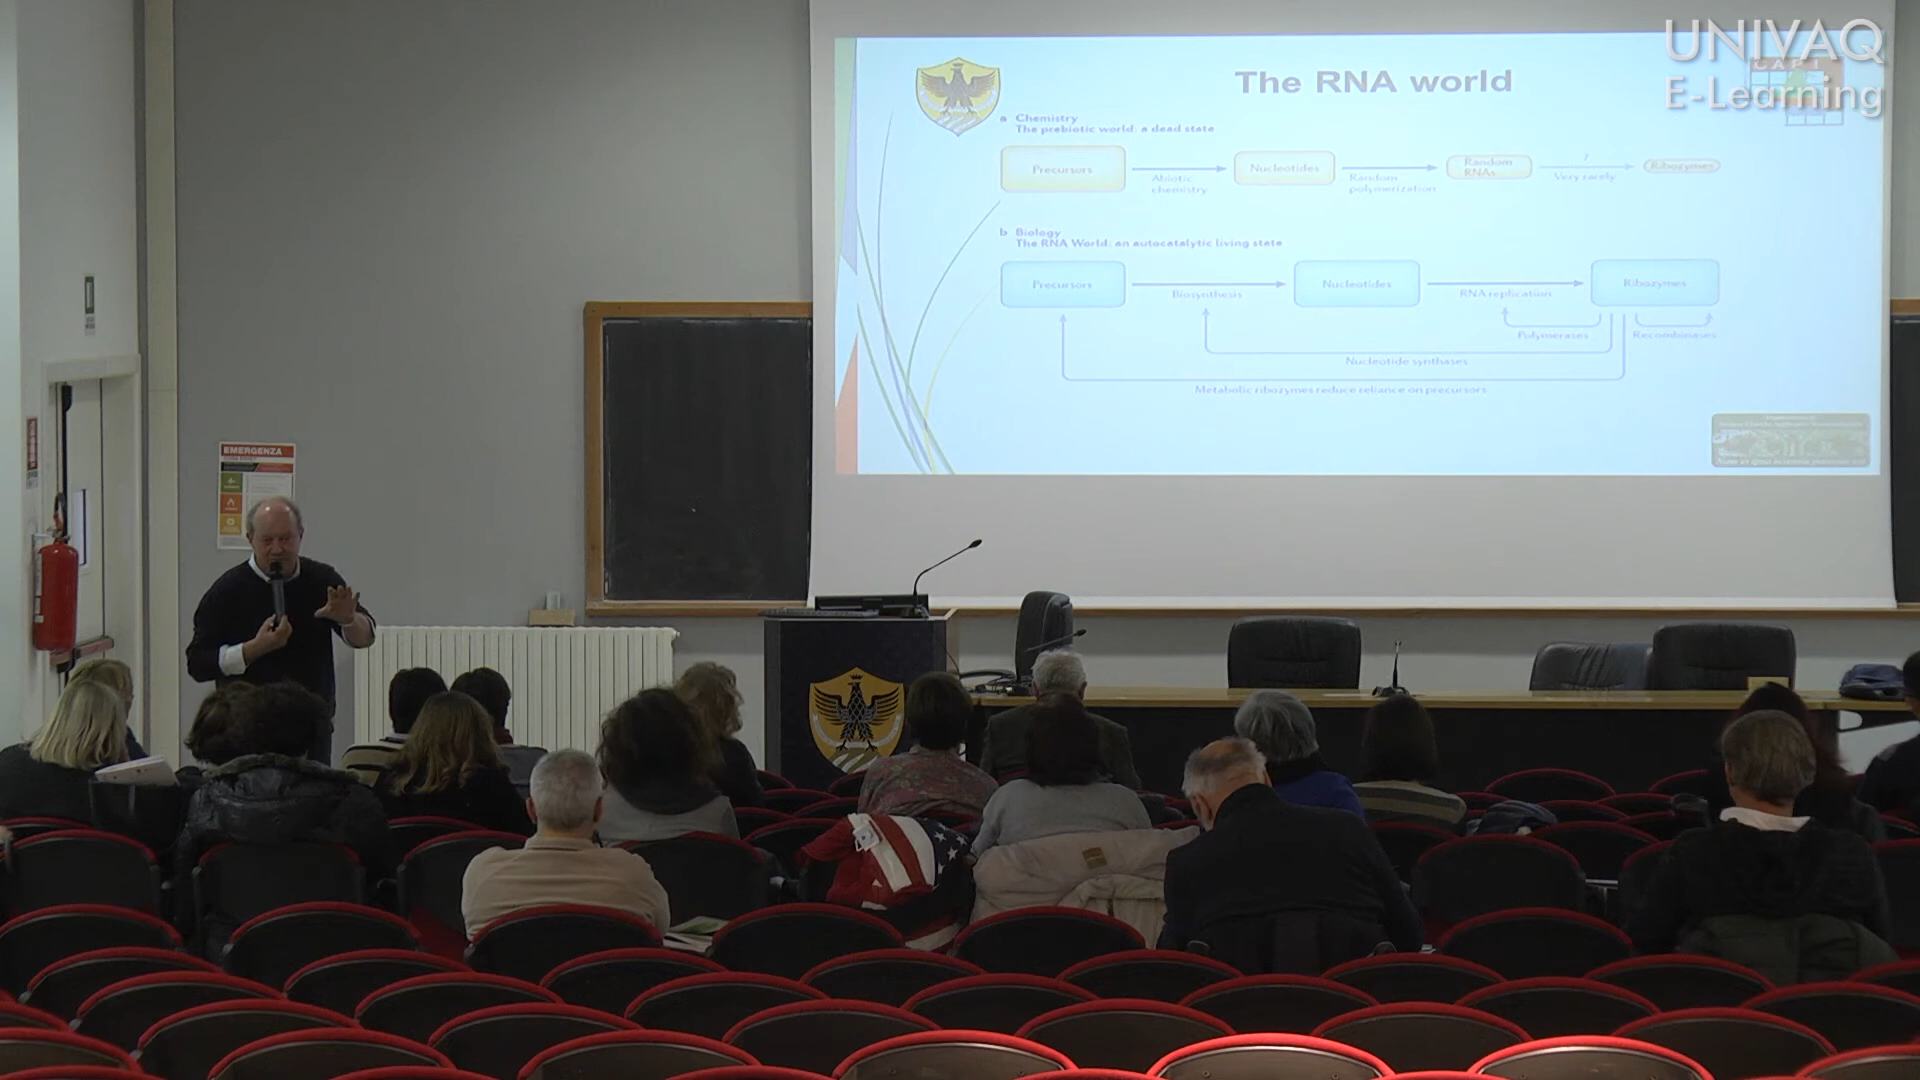 UNIVAQ
E-Learning
The RNA world
a Chemistry
The prebiotic world: a dead state
Precursors
Abiotic
chemistry
Nucleotides
Random
polymerization
Random
RNAs
?
Very rarely
Ribozymes
b Biology
The RNA World: an autocatalytic living state
Precursors
Biosynthesis
Nucleotides
RNA replication
Ribozymes
Polymerases
Recombinases
Nucleotide synthases
Metabolic ribozymes reduce reliance on precursors
EMERGENZA